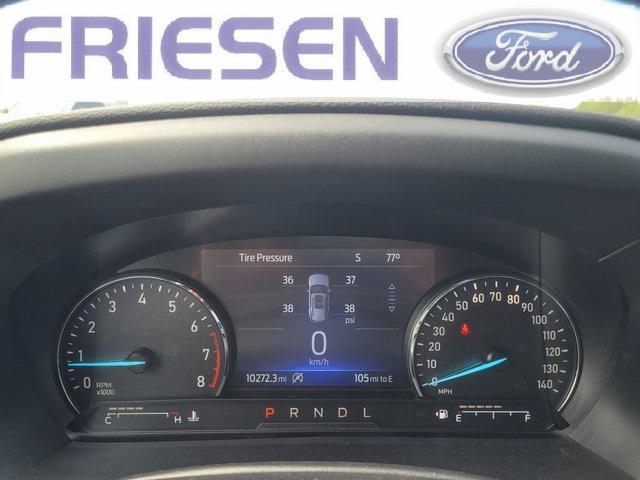 FRIESEN Ford
Tire Pressure S 77°
36 37
38 38
psi
0
km/h
10272.3 mi 105 mi to E
0 1 2 3 4 5 6 7 8
RPM
x1000
0 10 20 30 40 50 60 70 80 90 100 110 120 130 140
MPH
C H P R N D L E F